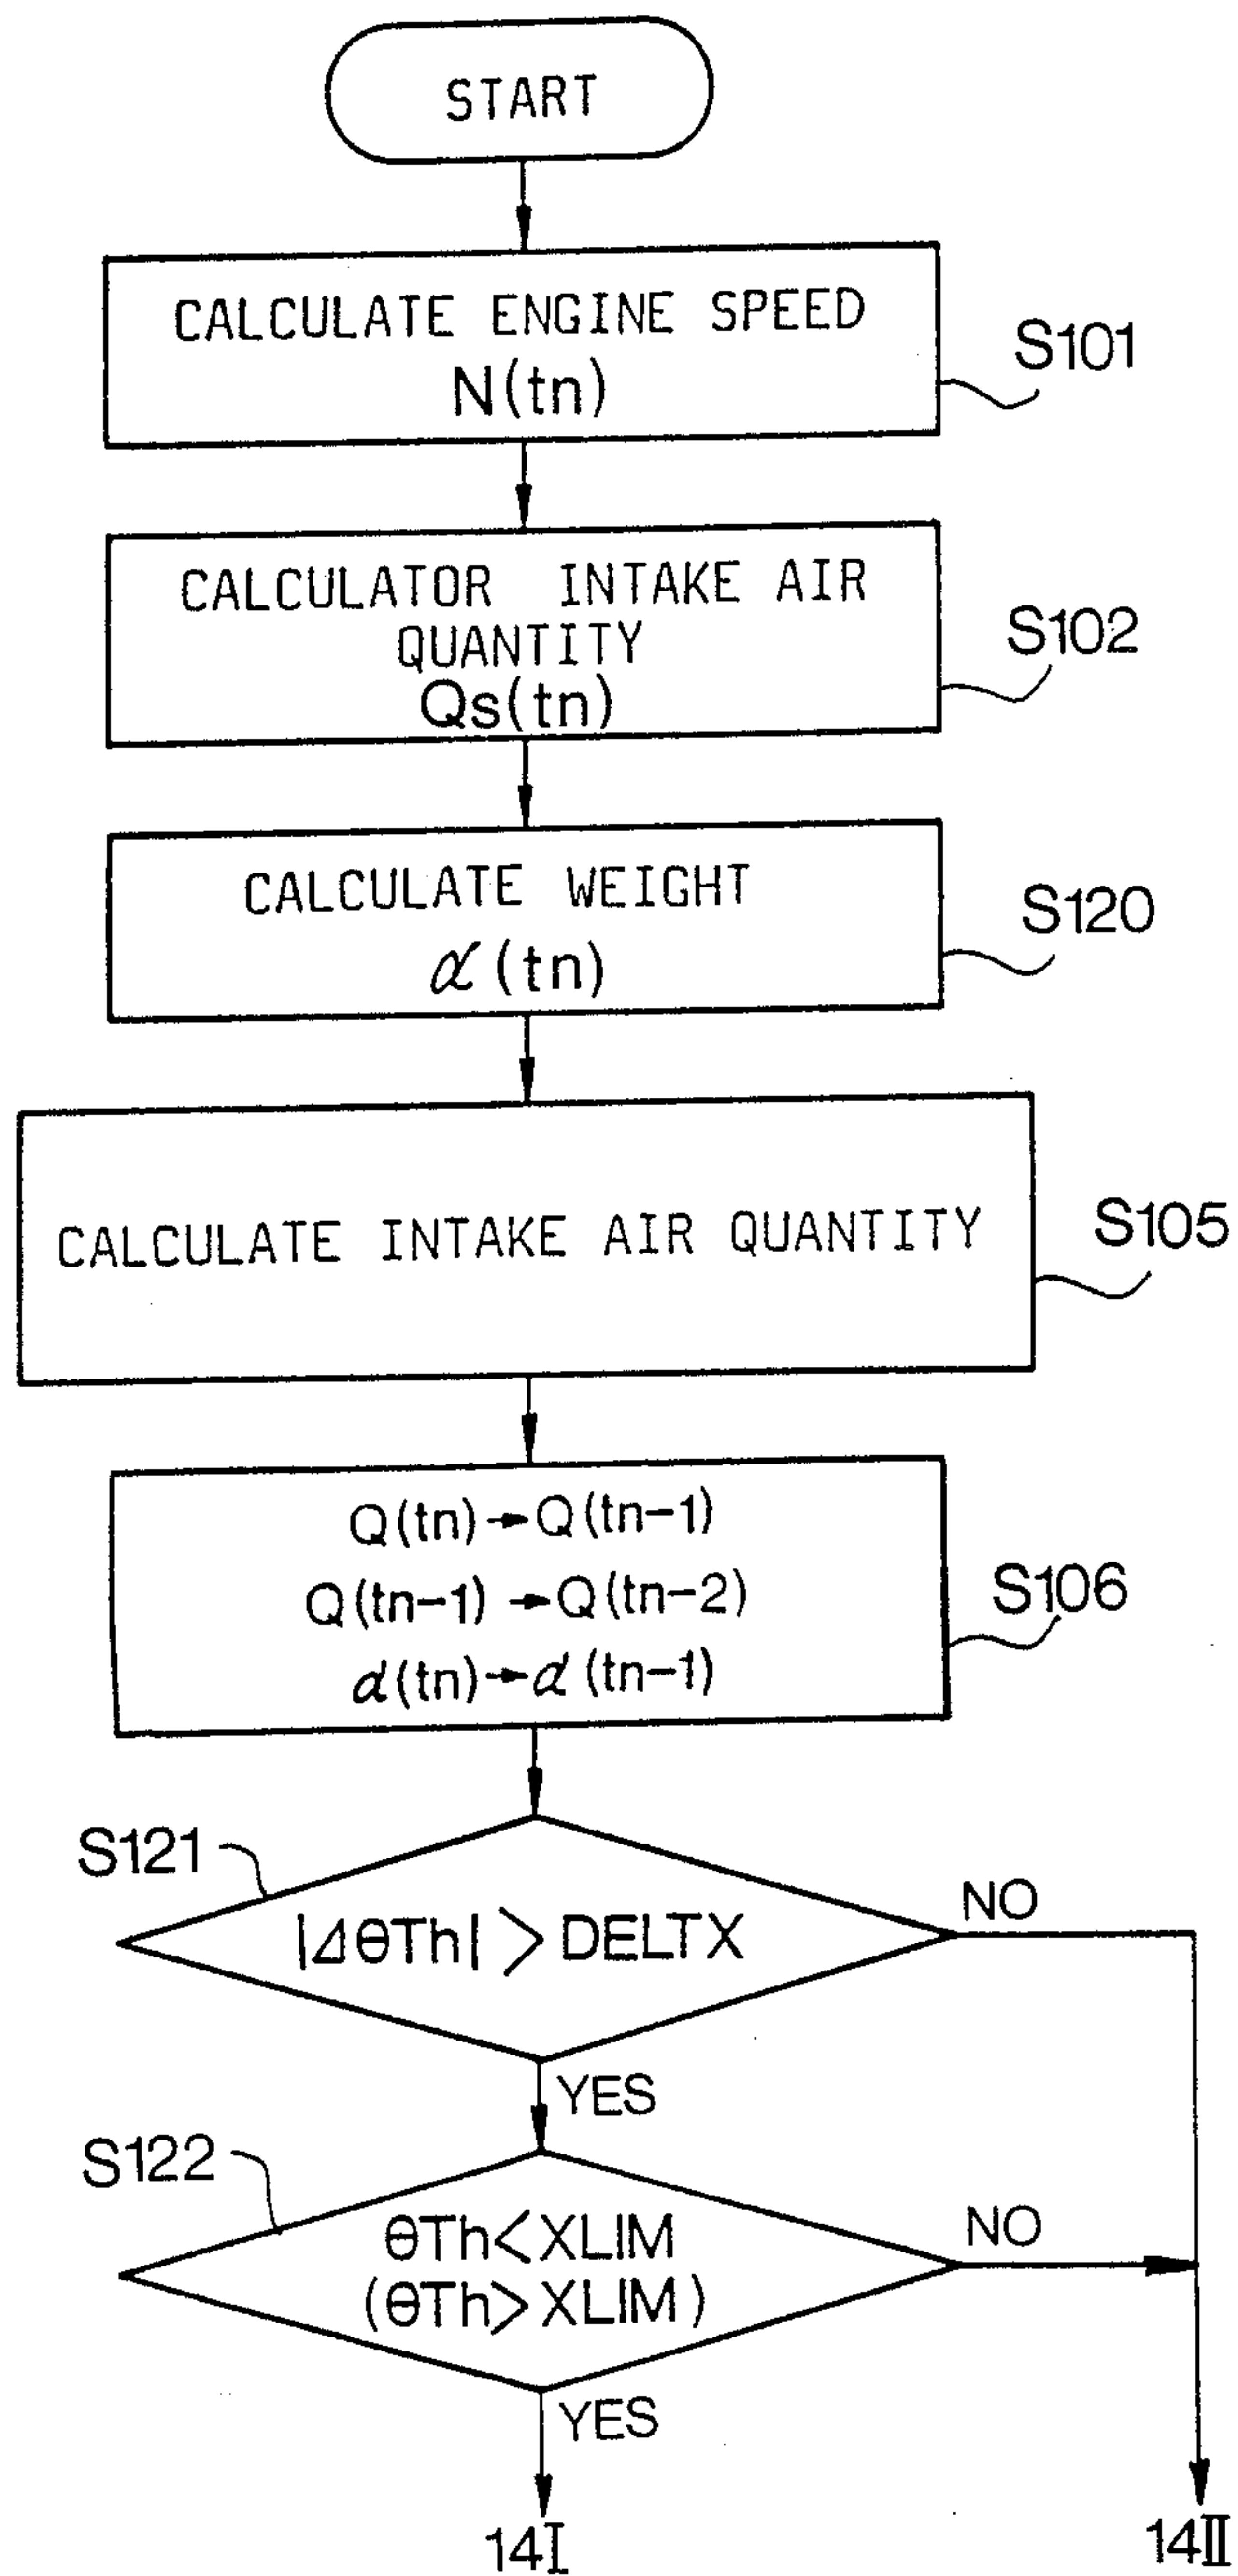 START
CALCULATE ENGINE SPEED
N(tn)
S101
CALCULATOR INTAKE AIR
QUANTITY
Qs(tn)
S102
CALCULATE WEIGHT
α(tn)
S120
CALCULATE INTAKE AIR QUANTITY
S105
Q(tn)→Q(tn-1)
Q(tn-1)→Q(tn-2)
α(tn)→α(tn-1)
S106
S121
|ΔθTh|>DELTX
NO
YES
S122
θTh<XLIM
(θTh>XLIM)
NO
YES
14I
14II